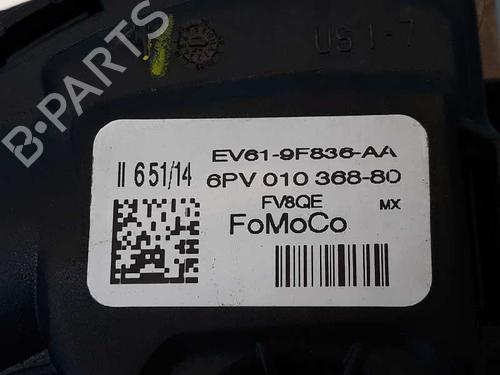 US 1-7
EV61-9F836-AA
II 651/14
6PV 010 368-80
FV8QE
MX
FoMoCo
B-PARTS